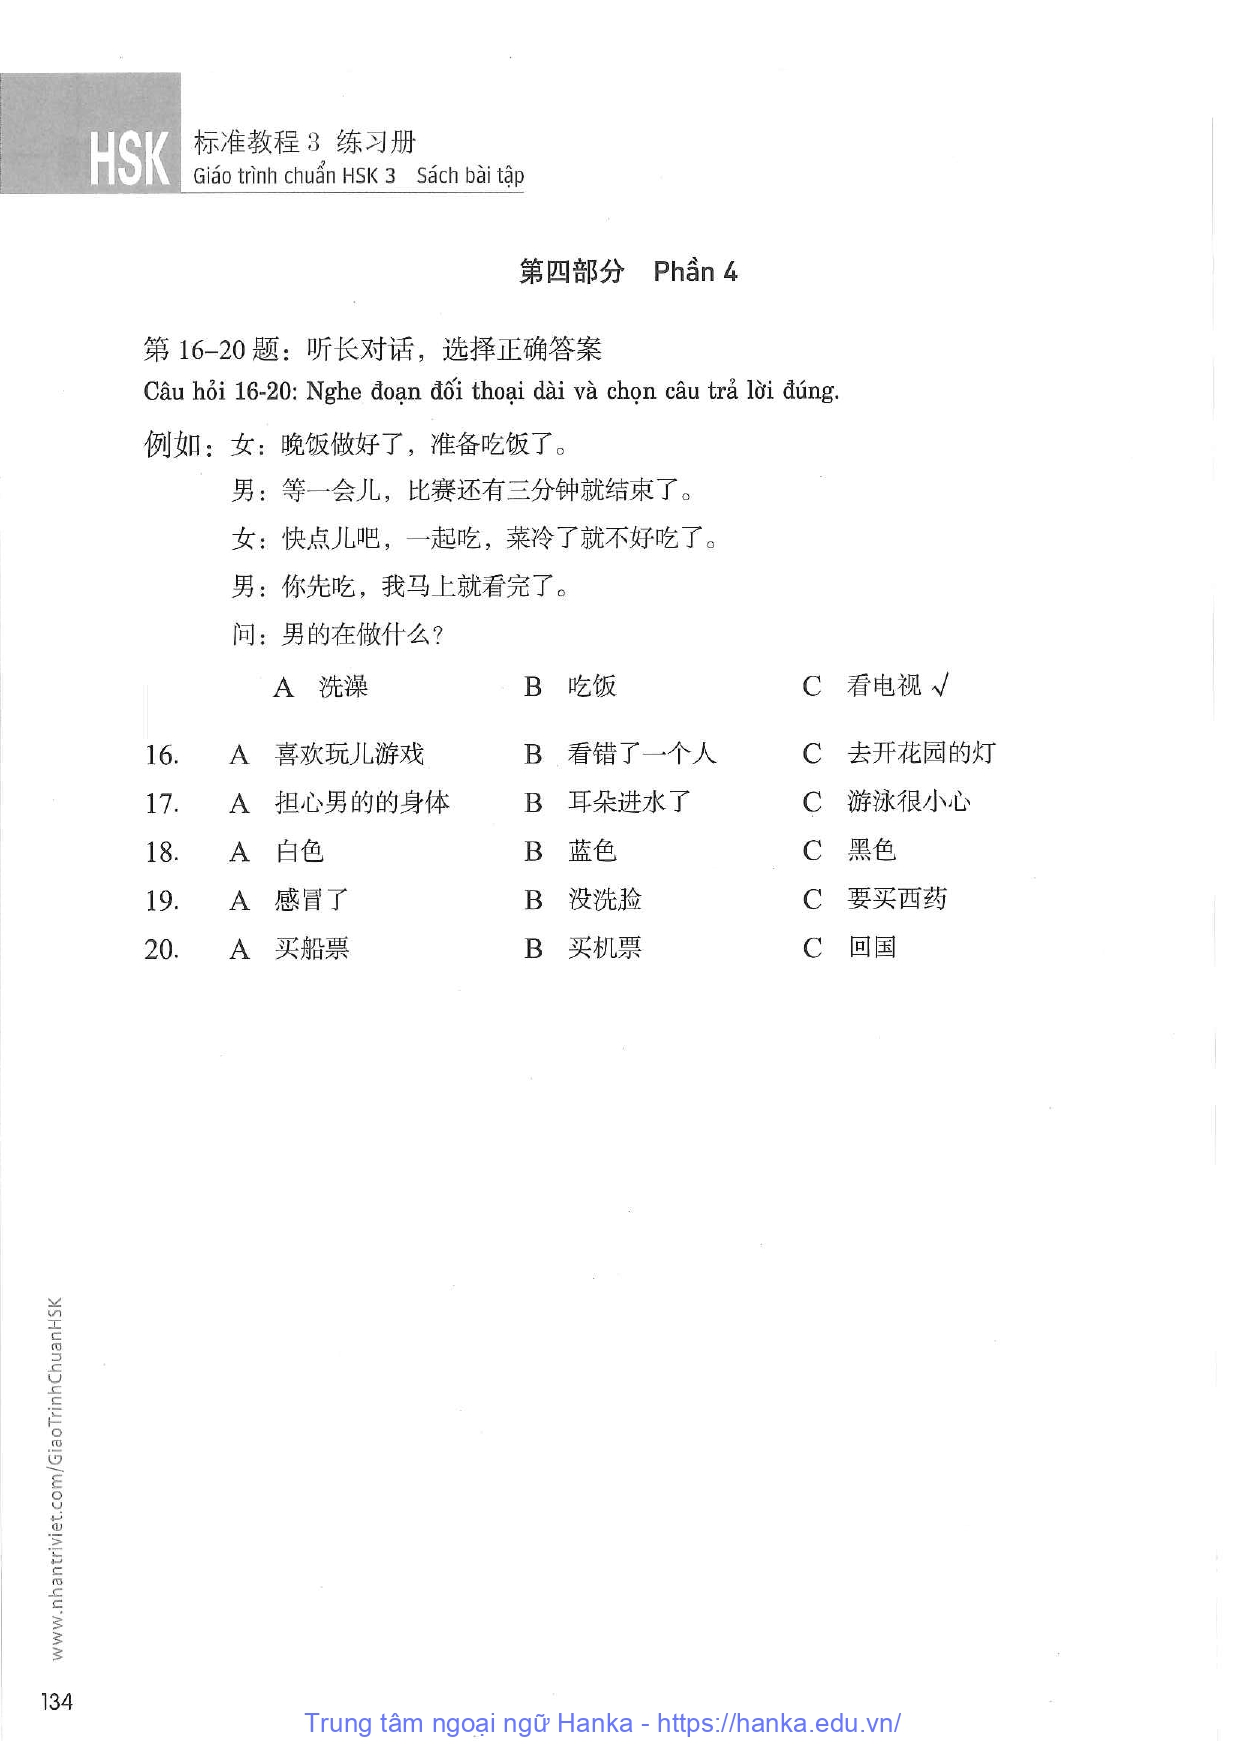 HSK 标准教程 3 练习册
Giáo trình chuẩn HSK 3 Sách bài tập
第四部分 Phần 4
第 16–20 题：听长对话，选择正确答案
Câu hỏi 16-20: Nghe đoạn đối thoại dài và chọn câu trả lời đúng.
例如：女：晚饭做好了，准备吃饭了。
男：等一会儿，比赛还有三分钟就结束了。
女：快点儿吧，一起吃，菜冷了就不好吃了。
男：你先吃，我马上就看完了。
问：男的在做什么？
A 洗澡 B 吃饭 C 看电视 √
16. A 喜欢玩儿游戏 B 看错了一个人 C 去开花园的灯
17. A 担心男的的身体 B 耳朵进水了 C 游泳很小心
18. A 白色 B 蓝色 C 黑色
19. A 感冒了 B 没洗脸 C 要买西药
20. A 买船票 B 买机票 C 回国
www.nhantriviet.com/GiaoTrinhChuanHSK
134
Trung tâm ngoại ngữ Hanka - https://hanka.edu.vn/